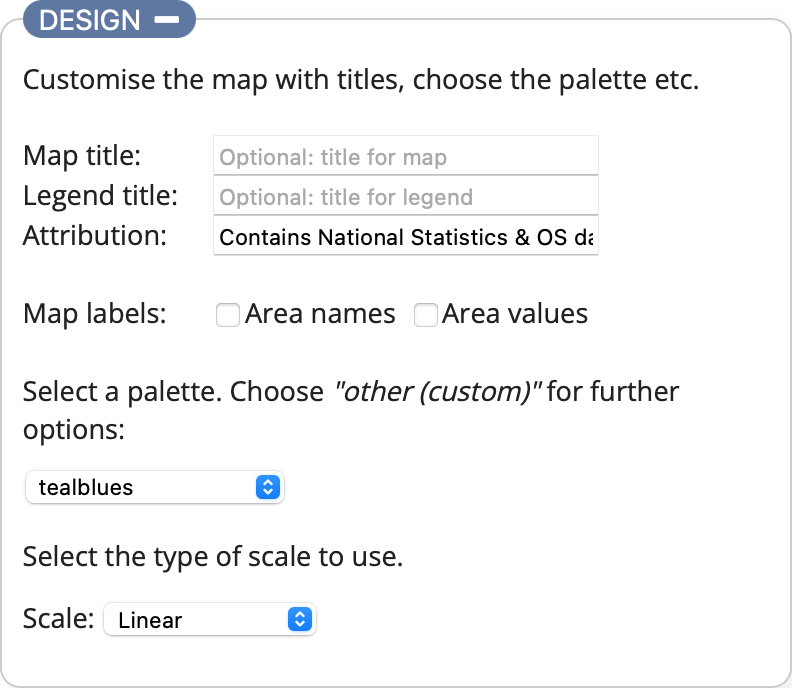 DESIGN
Customise the map with titles, choose the palette etc.
Map title: Optional: title for map
Legend title: Optional: title for legend
Attribution: Contains National Statistics & OS da
Map labels: Area names Area values
Select a palette. Choose "other (custom)" for further
options:
tealblues
Select the type of scale to use.
Scale: Linear